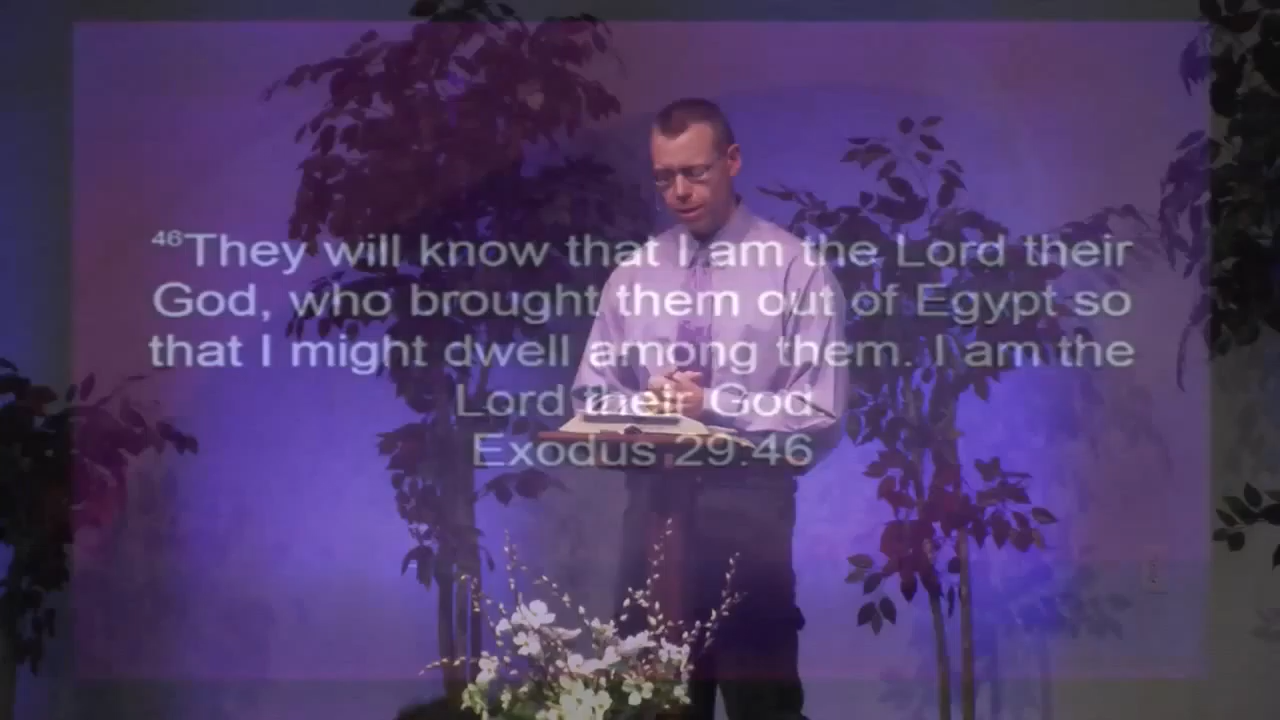 ⁴⁶They will know that I am the Lord their
God, who brought them out of Egypt so
that I might dwell among them. I am the
Lord their God
Exodus 29:46